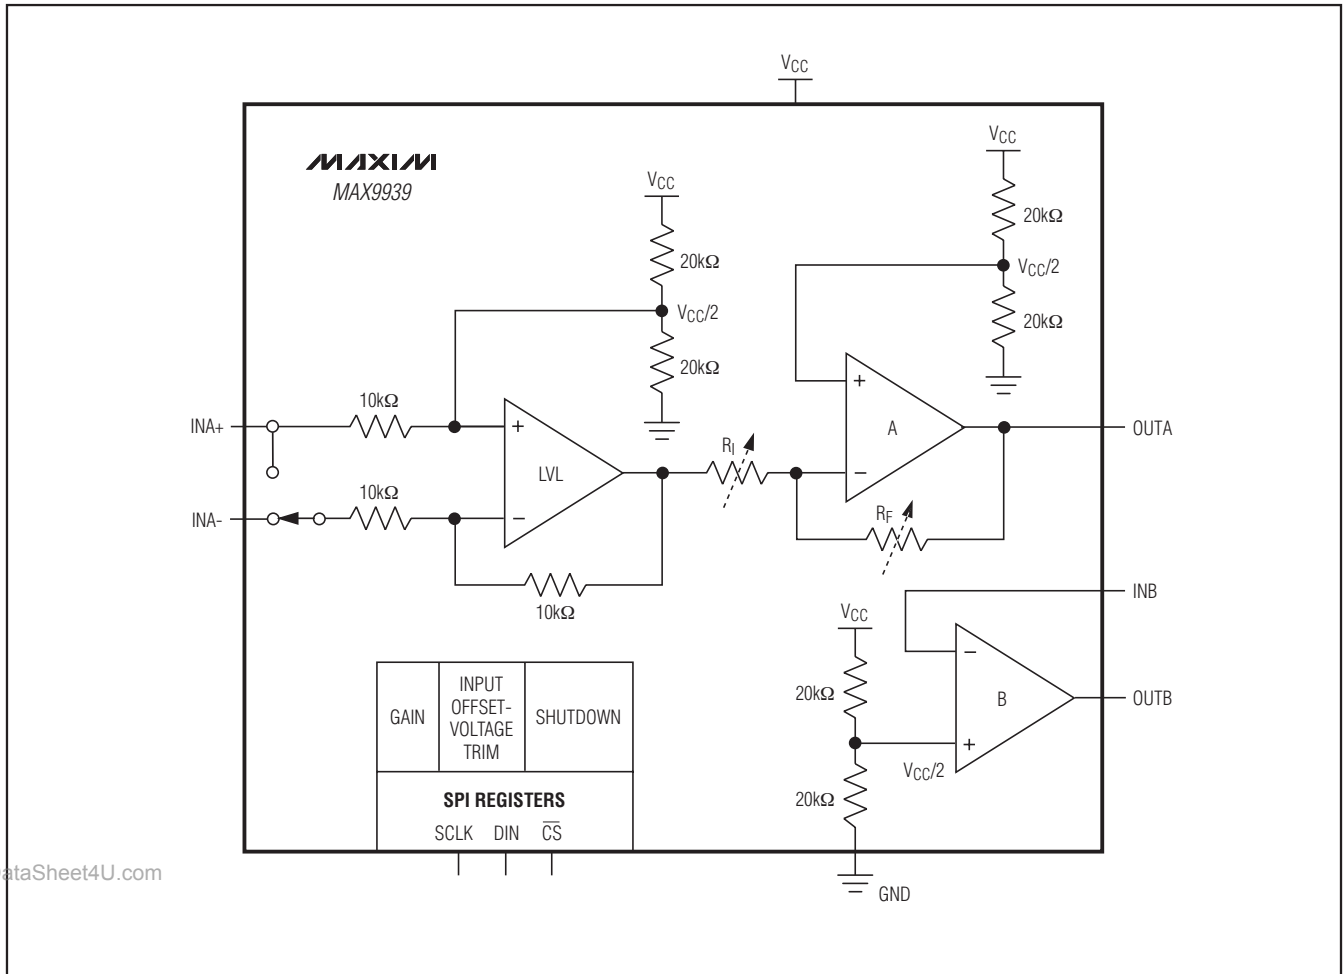 VCC
MAXIM
MAX9939
VCC
20kΩ
VCC/2
20kΩ
VCC
20kΩ
VCC/2
20kΩ
INA+
10kΩ
+
LVL
−
INA-
10kΩ
10kΩ
RI
+
A
−
RF
OUTA
INB
VCC
20kΩ
−
B
+
OUTB
VCC/2
20kΩ
GND
GAIN
INPUT
OFFSET-
VOLTAGE
TRIM
SHUTDOWN
SPI REGISTERS
SCLK DIN CS
ataSheet4U.com